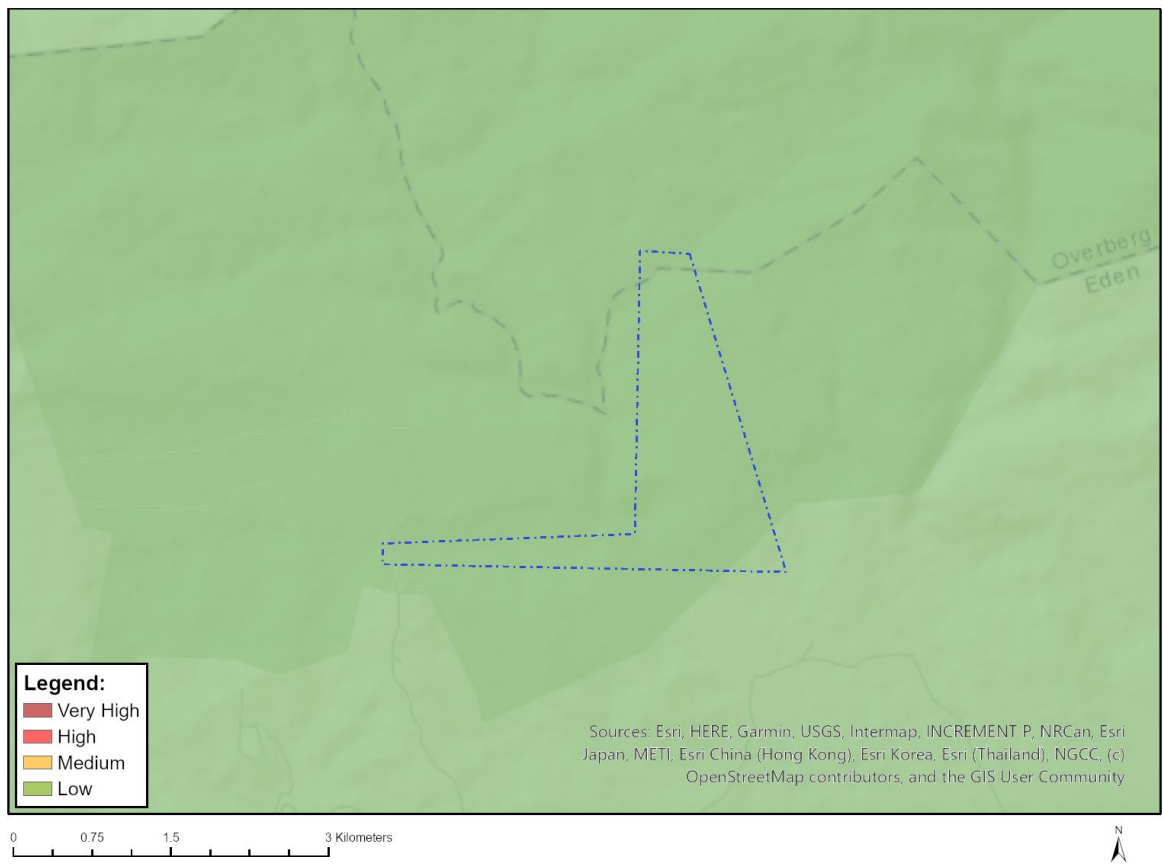 Overberg
Eden
Legend:
Very High
High
Medium
Low
Sources: Esri, HERE, Garmin, USGS, Intermap, INCREMENT P, NRCan, Esri
Japan, METI, Esri China (Hong Kong), Esri Korea, Esri (Thailand), NGCC, (c)
OpenStreetMap contributors, and the GIS User Community
0 0.75 1.5 3 Kilometers
N